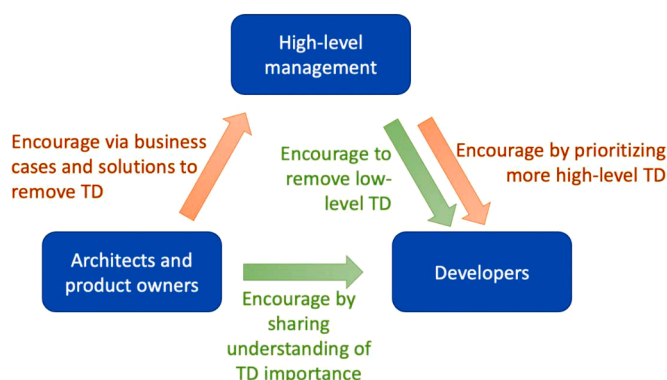 High-level
management
Encourage via business
cases and solutions to
remove TD
Encourage to
remove low-
level TD
Encourage by prioritizing
more high-level TD
Architects and
product owners
Developers
Encourage by
sharing
understanding of
TD importance